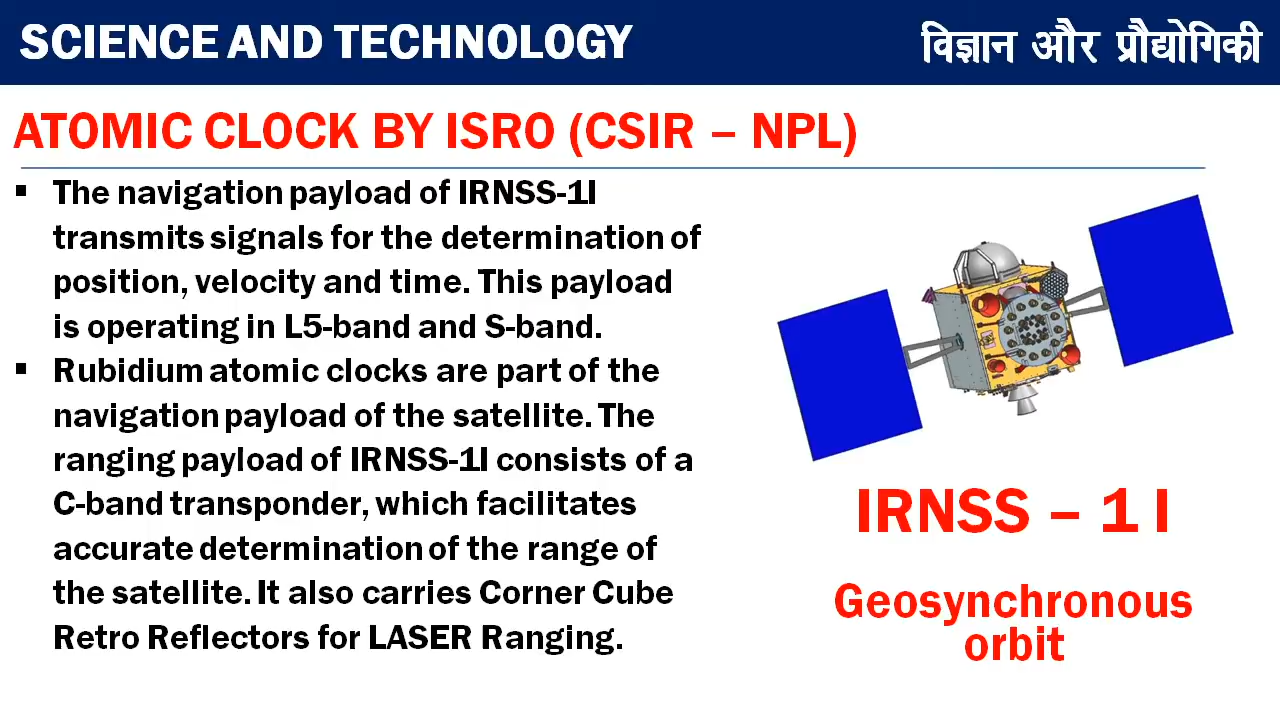 SCIENCE AND TECHNOLOGY
विज्ञान और प्रौद्योगिकी
ATOMIC CLOCK BY ISRO (CSIR – NPL)
▪ The navigation payload of IRNSS-1I
transmits signals for the determination of
position, velocity and time. This payload
is operating in L5-band and S-band.
▪ Rubidium atomic clocks are part of the
navigation payload of the satellite. The
ranging payload of IRNSS-1I consists of a
C-band transponder, which facilitates
accurate determination of the range of
the satellite. It also carries Corner Cube
Retro Reflectors for LASER Ranging.
IRNSS – 1 I
Geosynchronous
orbit